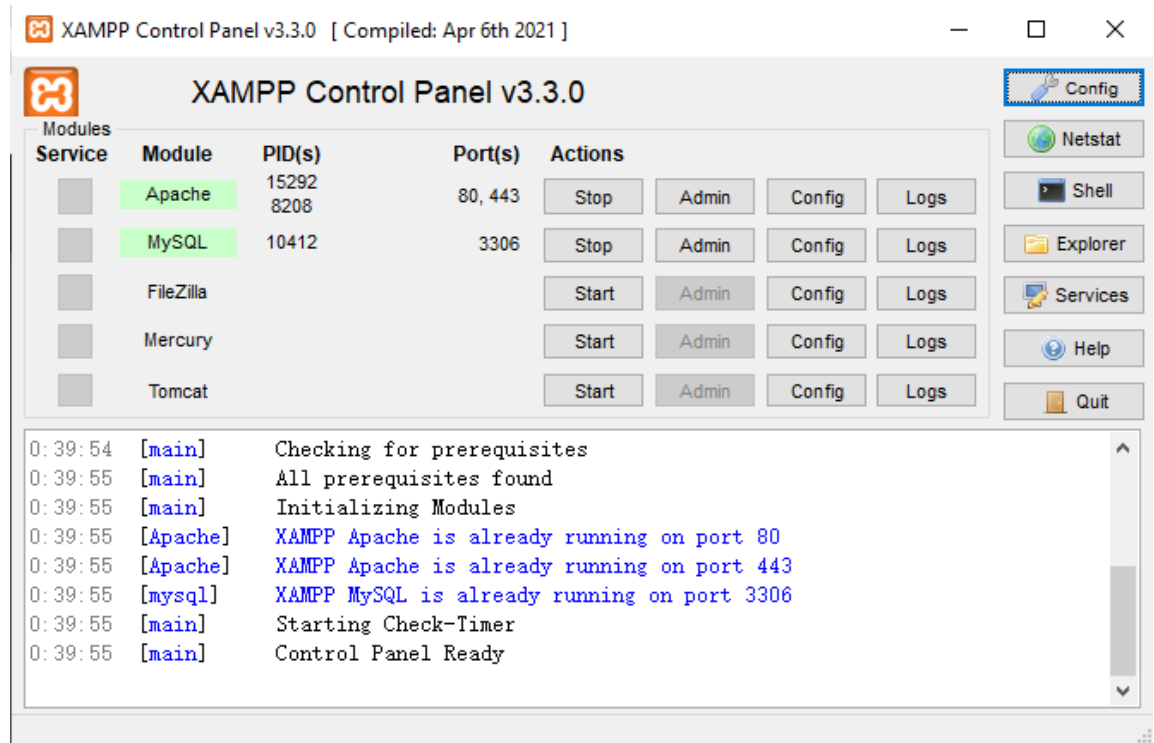 XAMPP Control Panel v3.3.0 [ Compiled: Apr 6th 2021 ]
XAMPP Control Panel v3.3.0
Config
Modules
Service Module PID(s) Port(s) Actions
Netstat
Apache 15292 8208 80, 443 Stop Admin Config Logs
Shell
MySQL 10412 3306 Stop Admin Config Logs
Explorer
FileZilla Start Admin Config Logs
Services
Mercury Start Admin Config Logs
Help
Tomcat Start Admin Config Logs
Quit
0:39:54 [main] Checking for prerequisites
0:39:55 [main] All prerequisites found
0:39:55 [main] Initializing Modules
0:39:55 [Apache] XAMPP Apache is already running on port 80
0:39:55 [Apache] XAMPP Apache is already running on port 443
0:39:55 [mysql] XAMPP MySQL is already running on port 3306
0:39:55 [main] Starting Check-Timer
0:39:55 [main] Control Panel Ready